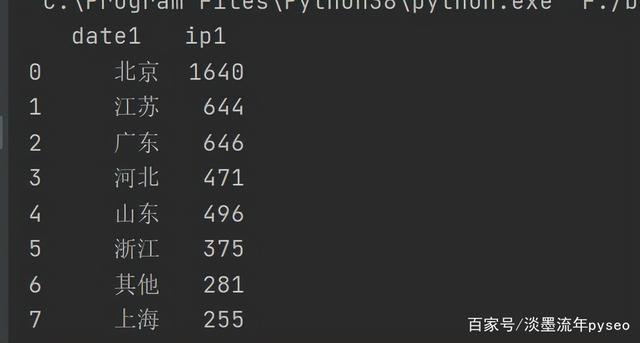 C:\Program Files\Python38\python.exe F:/b
date1 ip1
0 北京 1640
1 江苏 644
2 广东 646
3 河北 471
4 山东 496
5 浙江 375
6 其他 281
7 上海 255
百家号/淡墨流年pyseo